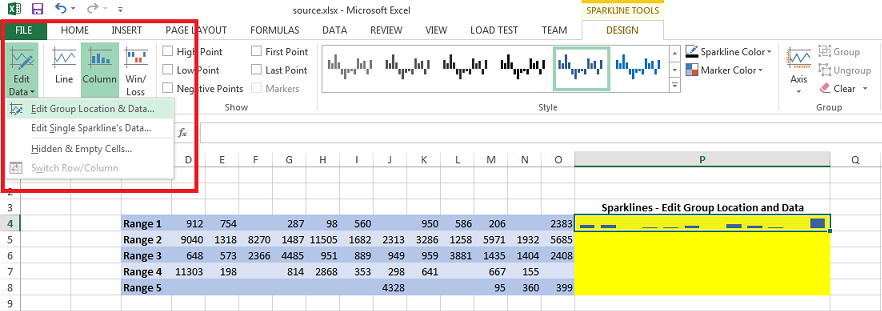 source.xlsx - Microsoft Excel
SPARKLINE TOOLS
FILE HOME INSERT PAGE LAYOUT FORMULAS DATA REVIEW VIEW LOAD TEST TEAM DESIGN
High Point First Point Sparkline Color Group
Low Point Last Point Marker Color Ungroup
Edit Data Line Column Win/Loss Negative Points Markers Axis Clear
Show Style Group
Edit Group Location & Data...
Edit Single Sparkline's Data...
Hidden & Empty Cells...
Switch Row/Column
fx
D E F G H I J K L M N O P Q
3 Sparklines - Edit Group Location and Data
4 Range 1 912 754 287 98 560 950 586 206 2383
5 Range 2 9040 1318 8270 1487 11505 1682 2313 3286 1258 5971 1932 5685
6 Range 3 648 573 2366 4485 951 889 949 959 3881 1435 1404 2408
7 Range 4 11303 198 814 2868 353 298 641 667 155
8 Range 5 4328 95 360 399
9